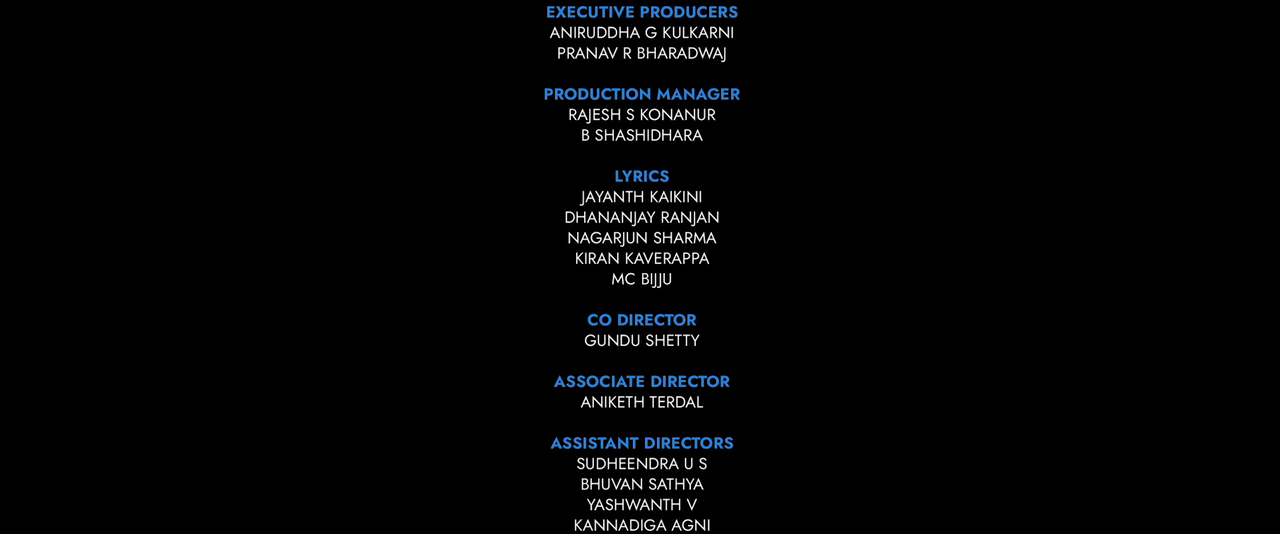 EXECUTIVE PRODUCERS
ANIRUDDHA G KULKARNI
PRANAV R BHARADWAJ
PRODUCTION MANAGER
RAJESH S KONANUR
B SHASHIDHARA
LYRICS
JAYANTH KAIKINI
DHANANJAY RANJAN
NAGARJUN SHARMA
KIRAN KAVERAPPA
MC BIJJU
CO DIRECTOR
GUNDU SHETTY
ASSOCIATE DIRECTOR
ANIKETH TERDAL
ASSISTANT DIRECTORS
SUDHEENDRA U S
BHUVAN SATHYA
YASHWANTH V
KANNADIGA AGNI